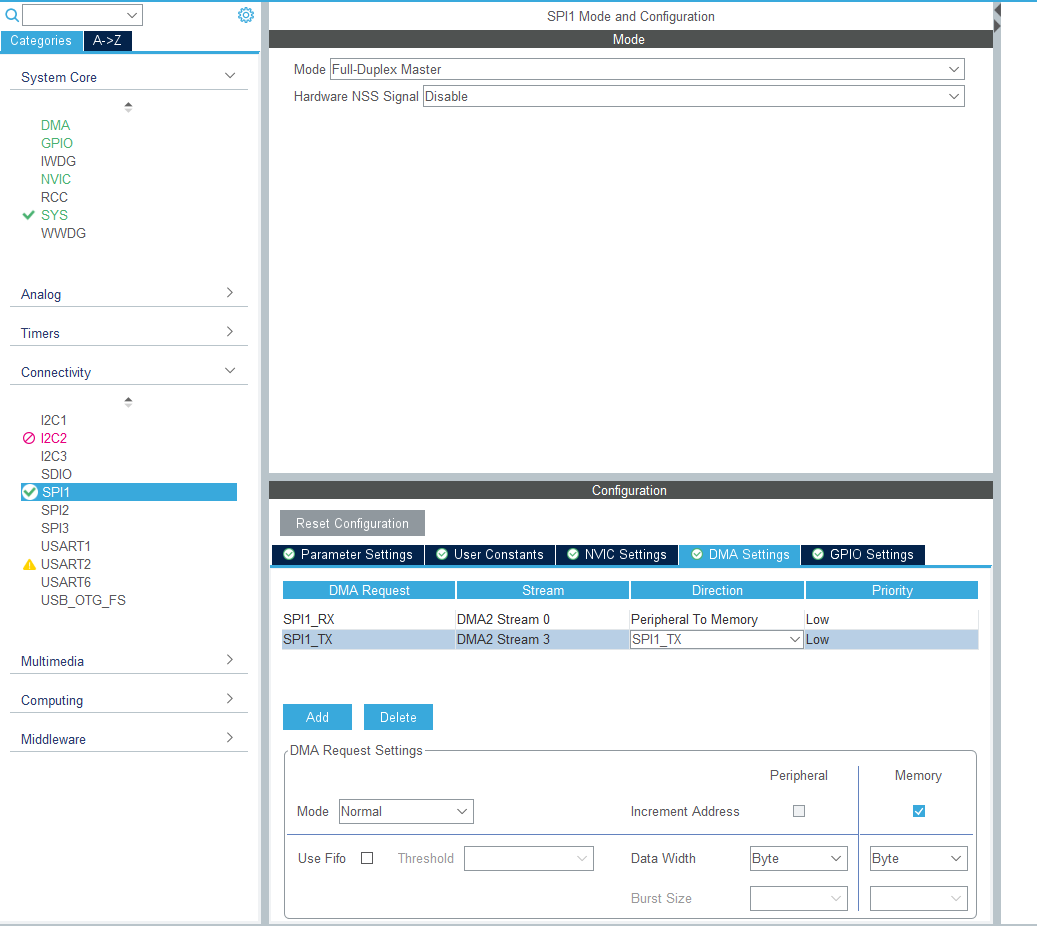 Categories A->Z
System Core
DMA
GPIO
IWDG
NVIC
RCC
SYS
WWDG
Analog
Timers
Connectivity
I2C1
I2C2
I2C3
SDIO
SPI1
SPI2
SPI3
USART1
USART2
USART6
USB_OTG_FS
Multimedia
Computing
Middleware
SPI1 Mode and Configuration
Mode
Mode Full-Duplex Master
Hardware NSS Signal Disable
Configuration
Reset Configuration
Parameter Settings User Constants NVIC Settings DMA Settings GPIO Settings
DMA Request Stream Direction Priority
SPI1_RX DMA2 Stream 0 Peripheral To Memory Low
SPI1_TX DMA2 Stream 3 SPI1_TX Low
Add Delete
DMA Request Settings
Peripheral Memory
Mode Normal Increment Address
Use Fifo Threshold Data Width Byte Byte
Burst Size